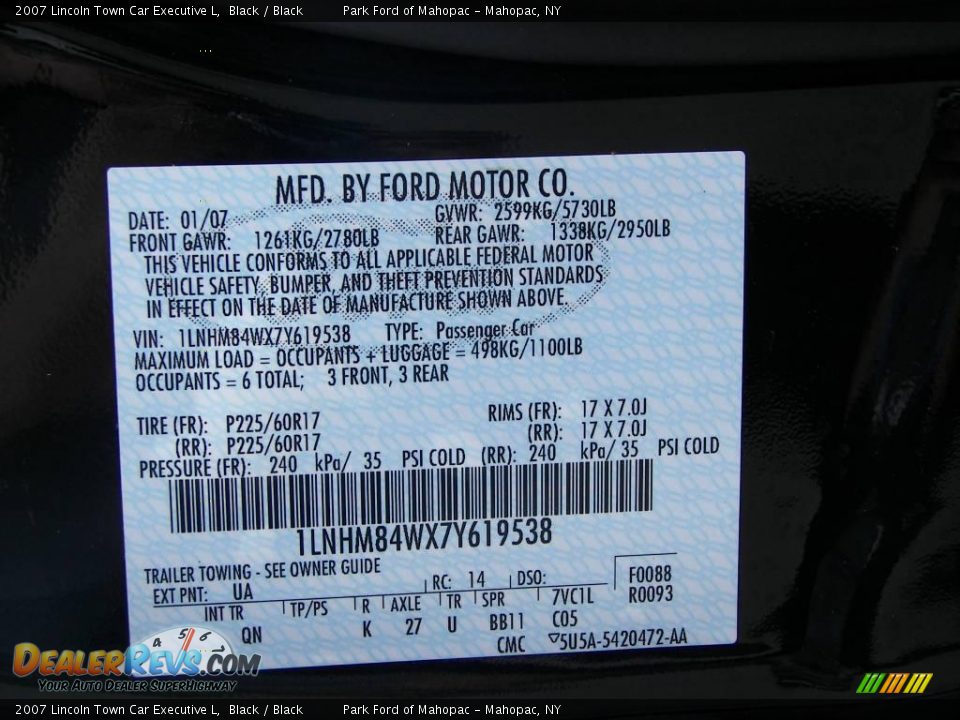 2007 Lincoln Town Car Executive L, Black / Black Park Ford of Mahopac - Mahopac, NY
MFD. BY FORD MOTOR CO.
DATE: 01/07 GVWR: 2599KG/5730LB
FRONT GAWR: 1261KG/2780LB REAR GAWR: 1338KG/2950LB
THIS VEHICLE CONFORMS TO ALL APPLICABLE FEDERAL MOTOR
VEHICLE SAFETY, BUMPER, AND THEFT PREVENTION STANDARDS
IN EFFECT ON THE DATE OF MANUFACTURE SHOWN ABOVE.
VIN: 1LNHM84WX7Y619538 TYPE: Passenger Car
MAXIMUM LOAD = OCCUPANTS + LUGGAGE = 498KG/1100LB
OCCUPANTS = 6 TOTAL; 3 FRONT, 3 REAR
TIRE (FR): P225/60R17 RIMS (FR): 17 X 7.0J
(RR): P225/60R17 (RR): 17 X 7.0J
PRESSURE (FR): 240 kPa/ 35 PSI COLD (RR): 240 kPa/ 35 PSI COLD
1LNHM84WX7Y619538
TRAILER TOWING - SEE OWNER GUIDE
EXT PNT: UA RC: 14 DSO: F0088
R0093
INT TR TP/PS R AXLE TR SPR 7VC1L
QN K 27 U BB11 C05
CMC 5U5A-5420472-AA
4 5 6
DEALERREVS.COM
YOUR AUTO DEALER SUPERHIGHWAY
2007 Lincoln Town Car Executive L, Black / Black Park Ford of Mahopac - Mahopac, NY